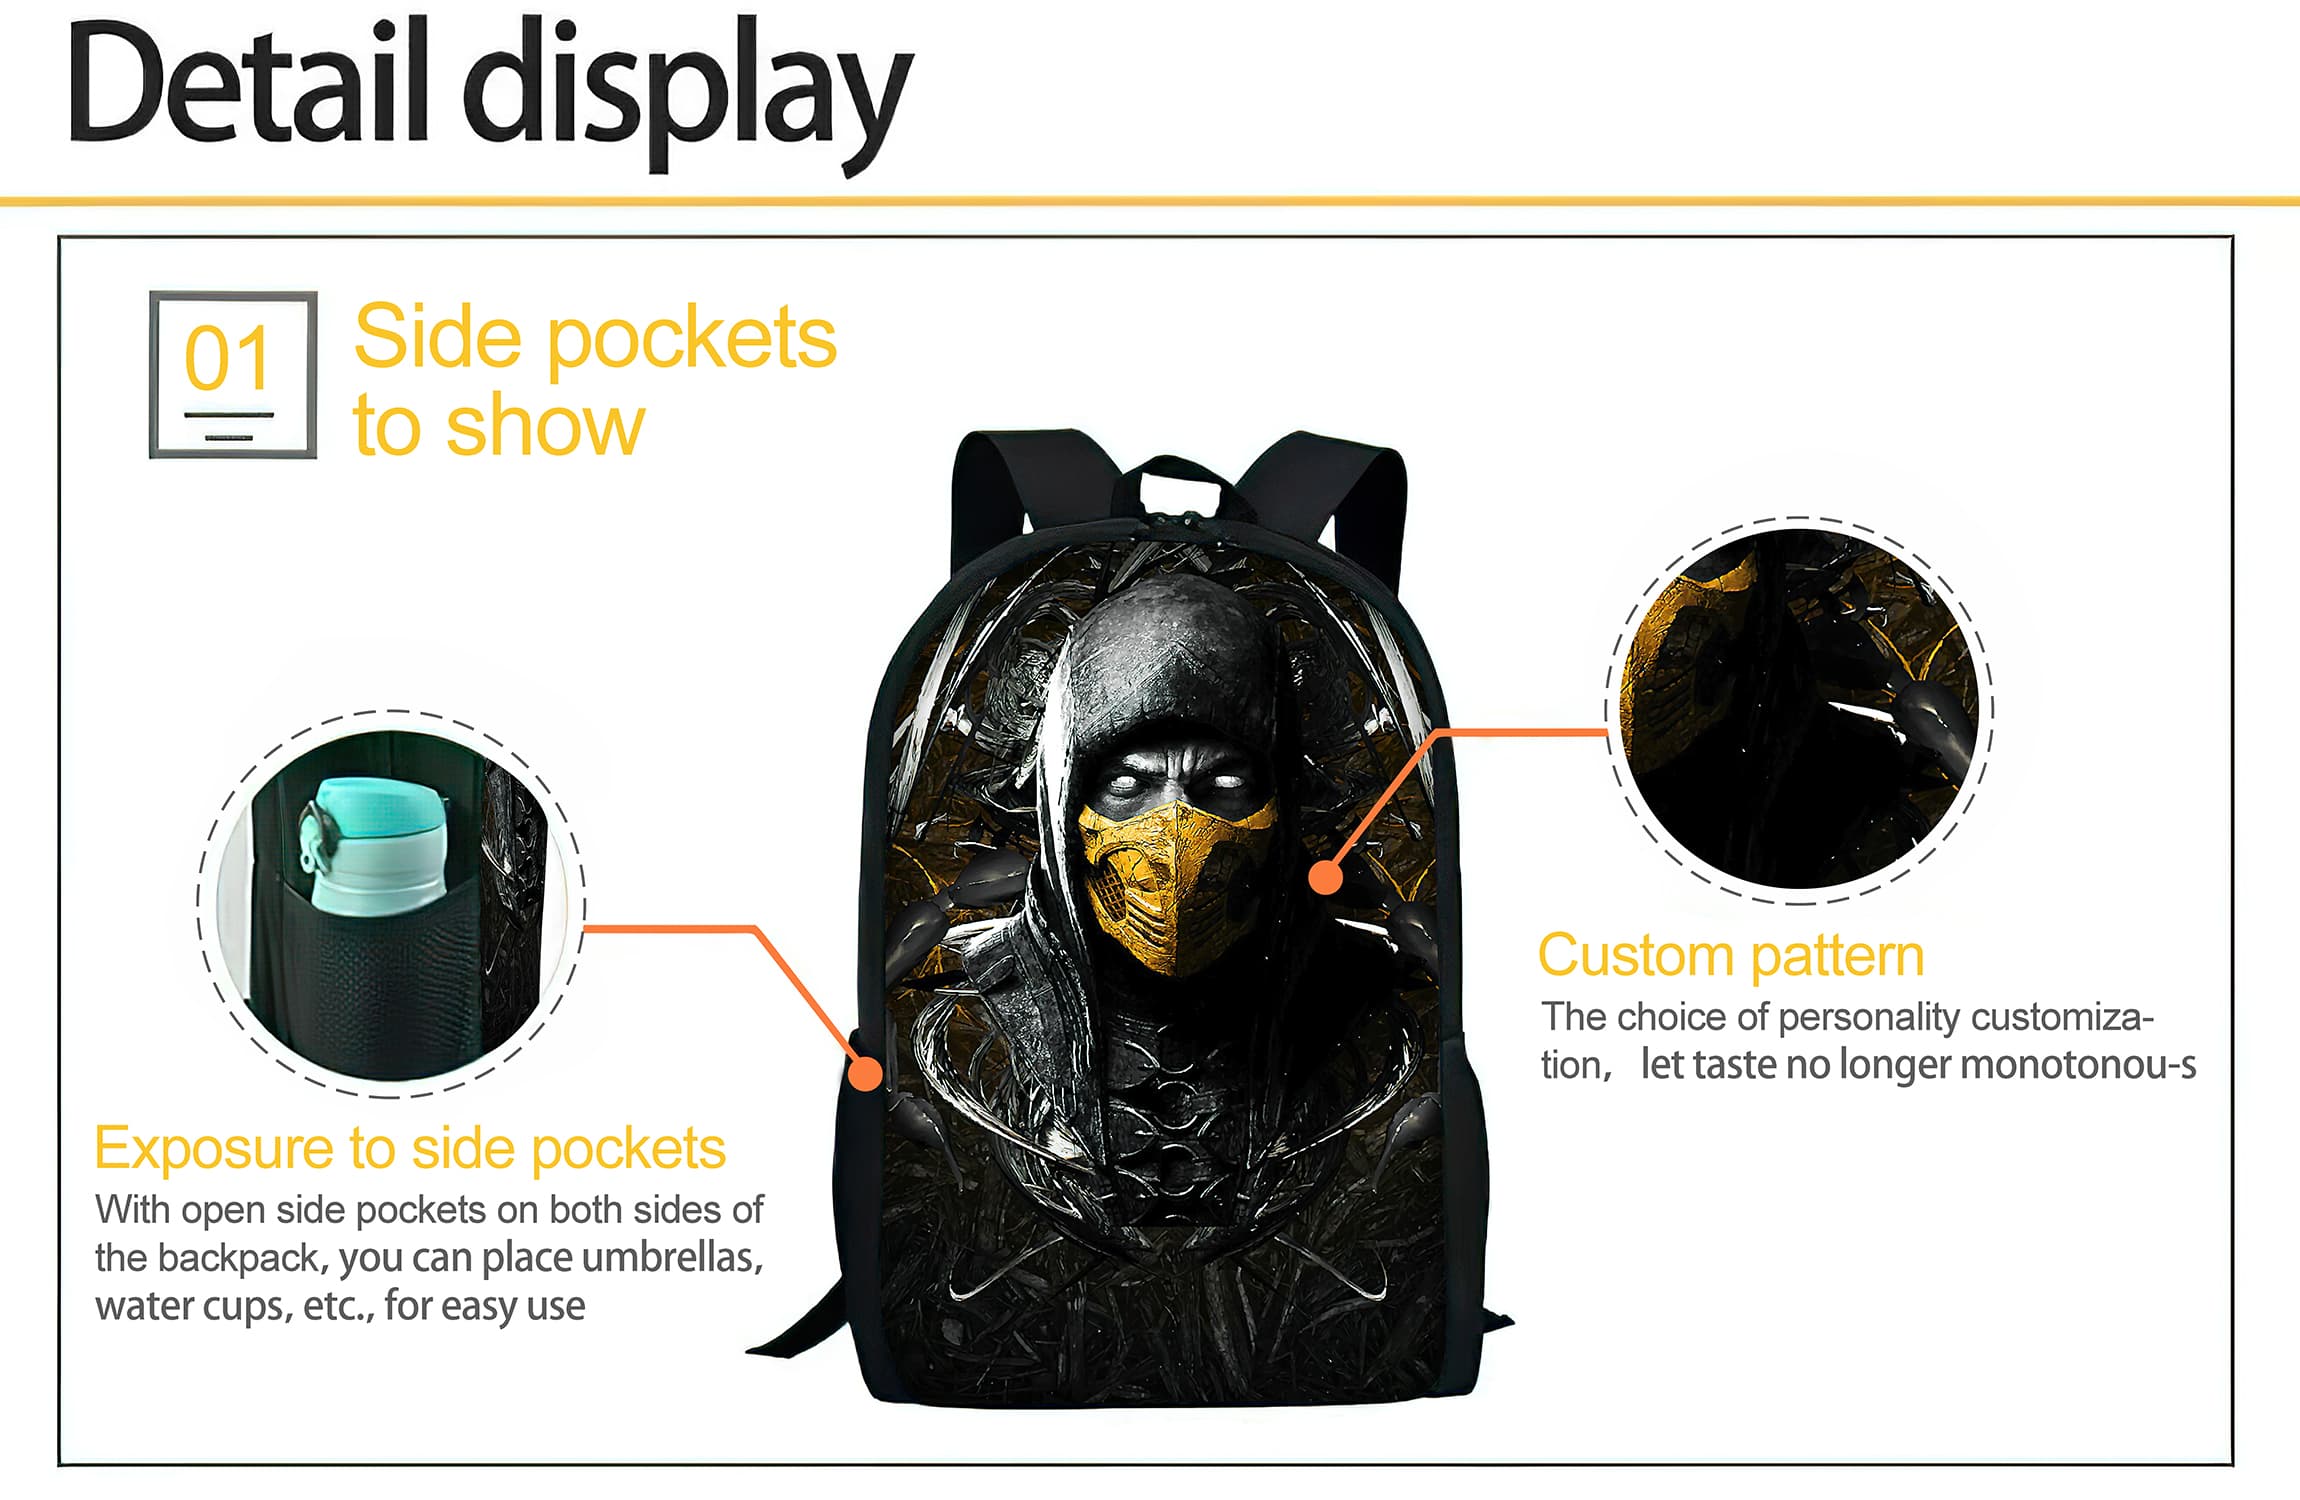 Detail display
01
Side pockets
to show
Exposure to side pockets
With open side pockets on both sides of
the backpack, you can place umbrellas,
water cups, etc., for easy use
Custom pattern
The choice of personality customiza-
tion, let taste no longer monotonou-s